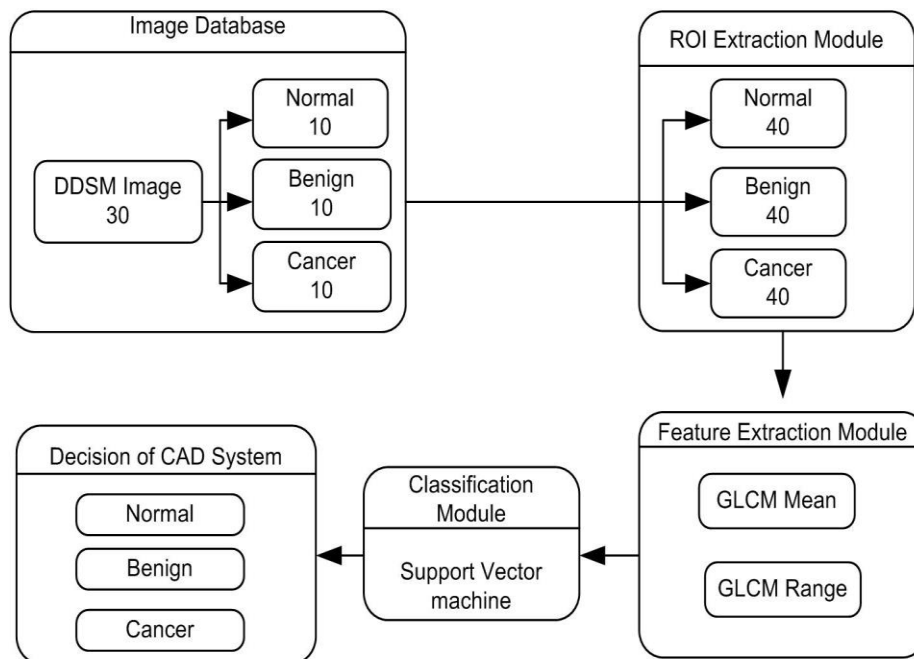 Image Database
DDSM Image
30
Normal
10
Benign
10
Cancer
10
ROI Extraction Module
Normal
40
Benign
40
Cancer
40
Feature Extraction Module
GLCM Mean
GLCM Range
Classification
Module
Support Vector
machine
Decision of CAD System
Normal
Benign
Cancer